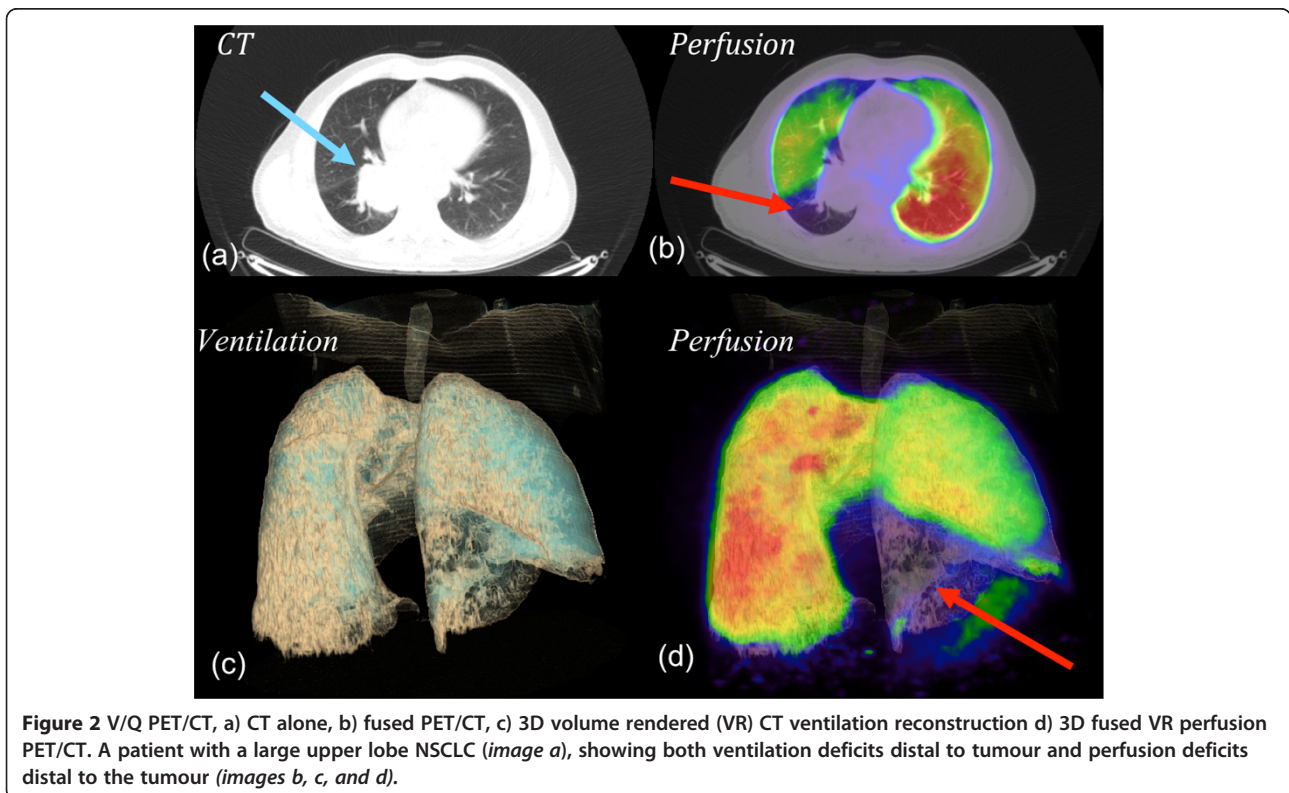 CT
Perfusion
(a)
(b)
Ventilation
Perfusion
(c)
(d)
Figure 2 V/Q PET/CT, a) CT alone, b) fused PET/CT, c) 3D volume rendered (VR) CT ventilation reconstruction d) 3D fused VR perfusion
PET/CT. A patient with a large upper lobe NSCLC (image a), showing both ventilation deficits distal to tumour and perfusion deficits
distal to the tumour (images b, c, and d).